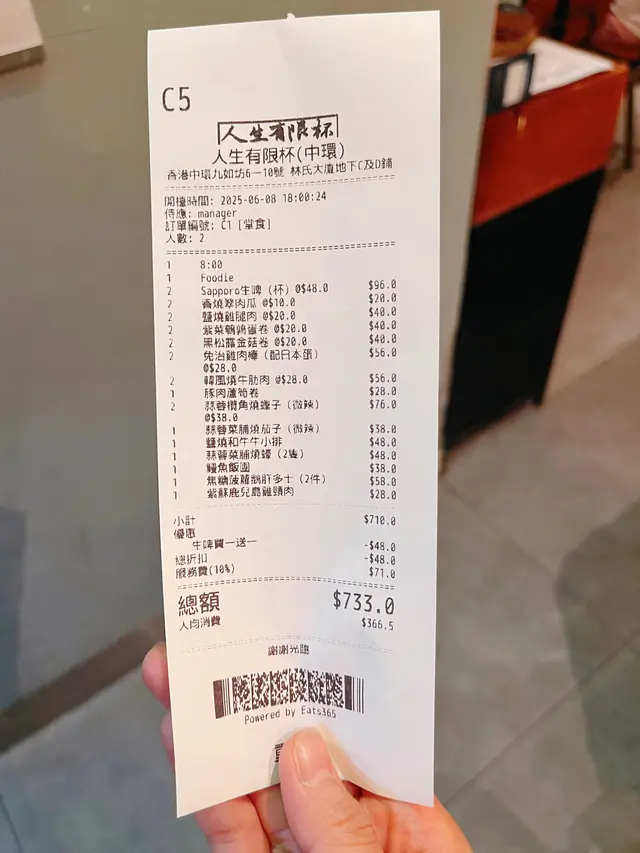 C5
人生有限杯
人生有限杯(中環)
香港中環九如坊6-10號 林氏大廈地下C及D鋪
開檯時間: 2025-06-08 18:00:24
侍應: manager
訂單編號: C1 [堂食]
人數: 2
1 8:00
1 Foodie
2 Sapporo生啤（杯）@$48.0 $96.0
2 香燒翠肉瓜 @$10.0 $20.0
2 鹽燒雞腿肉 @$20.0 $40.0
2 紫菜鵪鶉蛋卷 @$20.0 $40.0
2 黑松露金菇卷 @$20.0 $40.0
2 免治雞肉棒（配日本蛋） $56.0
@$28.0
2 韓風燒牛肋肉 @$28.0 $56.0
1 豚肉蘆筍卷 $28.0
2 蒜蓉欖角燒蟶子（微辣） $76.0
@$38.0
1 蒜蓉菜脯燒茄子（微辣） $38.0
1 鹽燒和牛牛小排 $48.0
1 蒜蓉菜脯燒蠔（2隻） $48.0
1 鰻魚飯團 $38.0
1 焦糖菠蘿鵝肝多士（2件） $58.0
1 紫蘇鹿兒島雞頸肉 $28.0
小計 $710.0
優惠
生啤買一送一 -$48.0
總折扣 -$48.0
服務費(10%) $71.0
總額 $733.0
人均消費 $366.5
謝謝光臨
Powered by Eats365